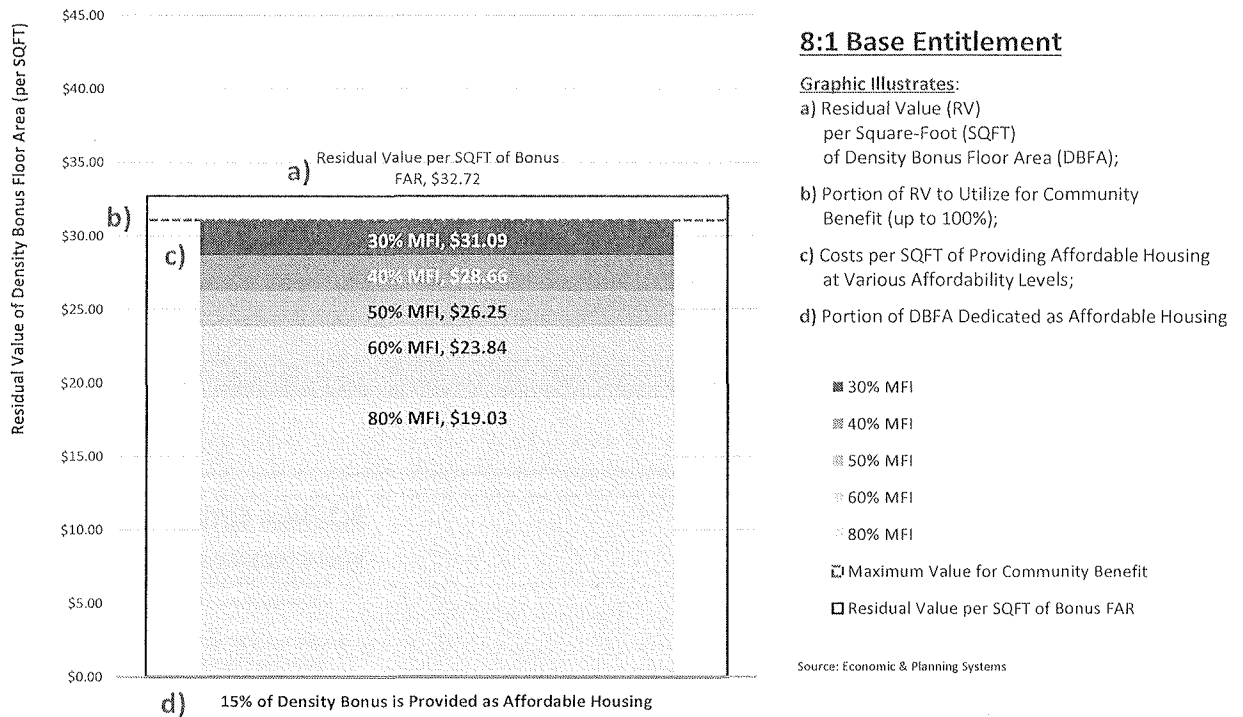 Residual Value of Density Bonus Floor Area (per SQFT)
$45.00
$40.00
$35.00
$30.00
$25.00
$20.00
$15.00
$10.00
$5.00
$0.00
a)
Residual Value per SQFT of Bonus
FAR, $32.72
b)
c)
30% MFI, $31.09
40% MFI, $28.66
50% MFI, $26.25
60% MFI, $23.84
80% MFI, $19.03
d)
15% of Density Bonus is Provided as Affordable Housing
8:1 Base Entitlement
Graphic Illustrates:
a) Residual Value (RV)
per Square-Foot (SQFT)
of Density Bonus Floor Area (DBFA);
b) Portion of RV to Utilize for Community
Benefit (up to 100%);
c) Costs per SQFT of Providing Affordable Housing
at Various Affordability Levels;
d) Portion of DBFA Dedicated as Affordable Housing
30% MFI
40% MFI
50% MFI
60% MFI
80% MFI
Maximum Value for Community Benefit
Residual Value per SQFT of Bonus FAR
Source: Economic & Planning Systems